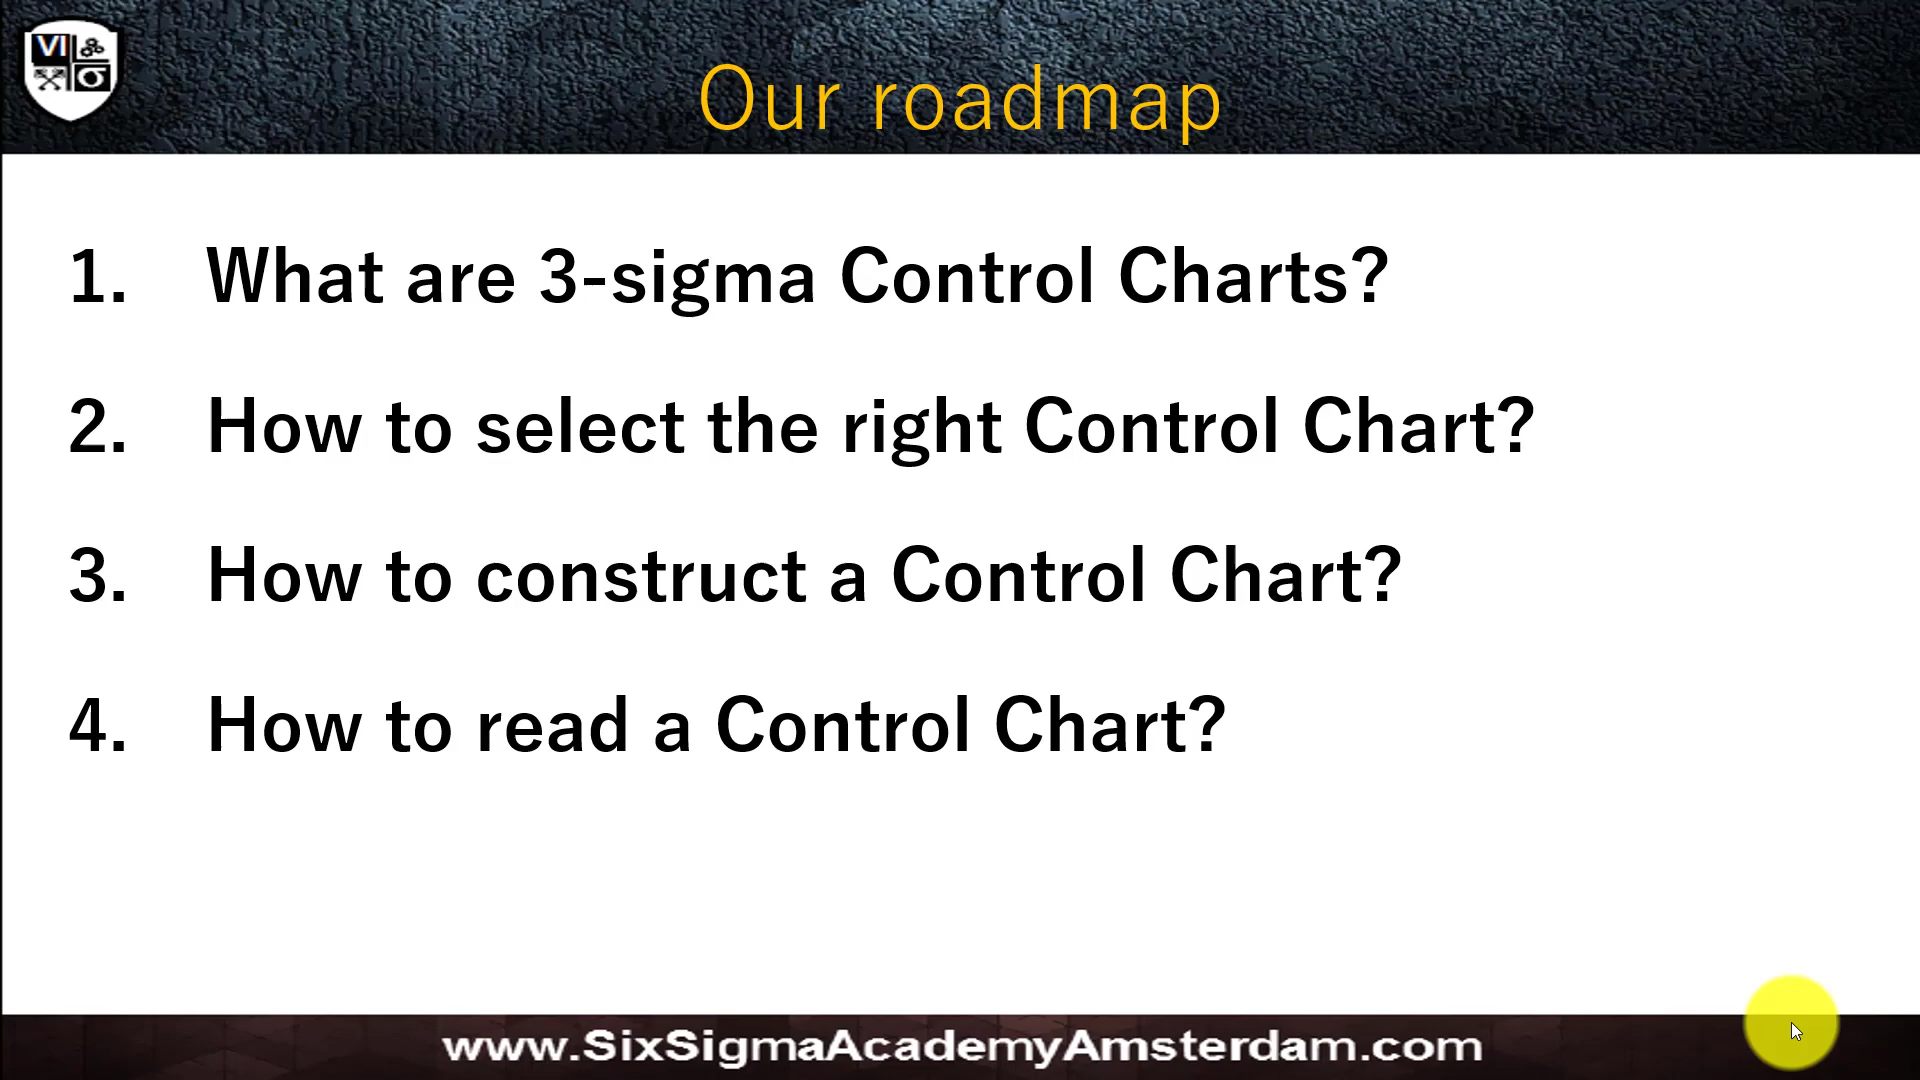 VI
σ
Our roadmap
1. What are 3-sigma Control Charts?
2. How to select the right Control Chart?
3. How to construct a Control Chart?
4. How to read a Control Chart?
www.SixSigmaAcademyAmsterdam.com